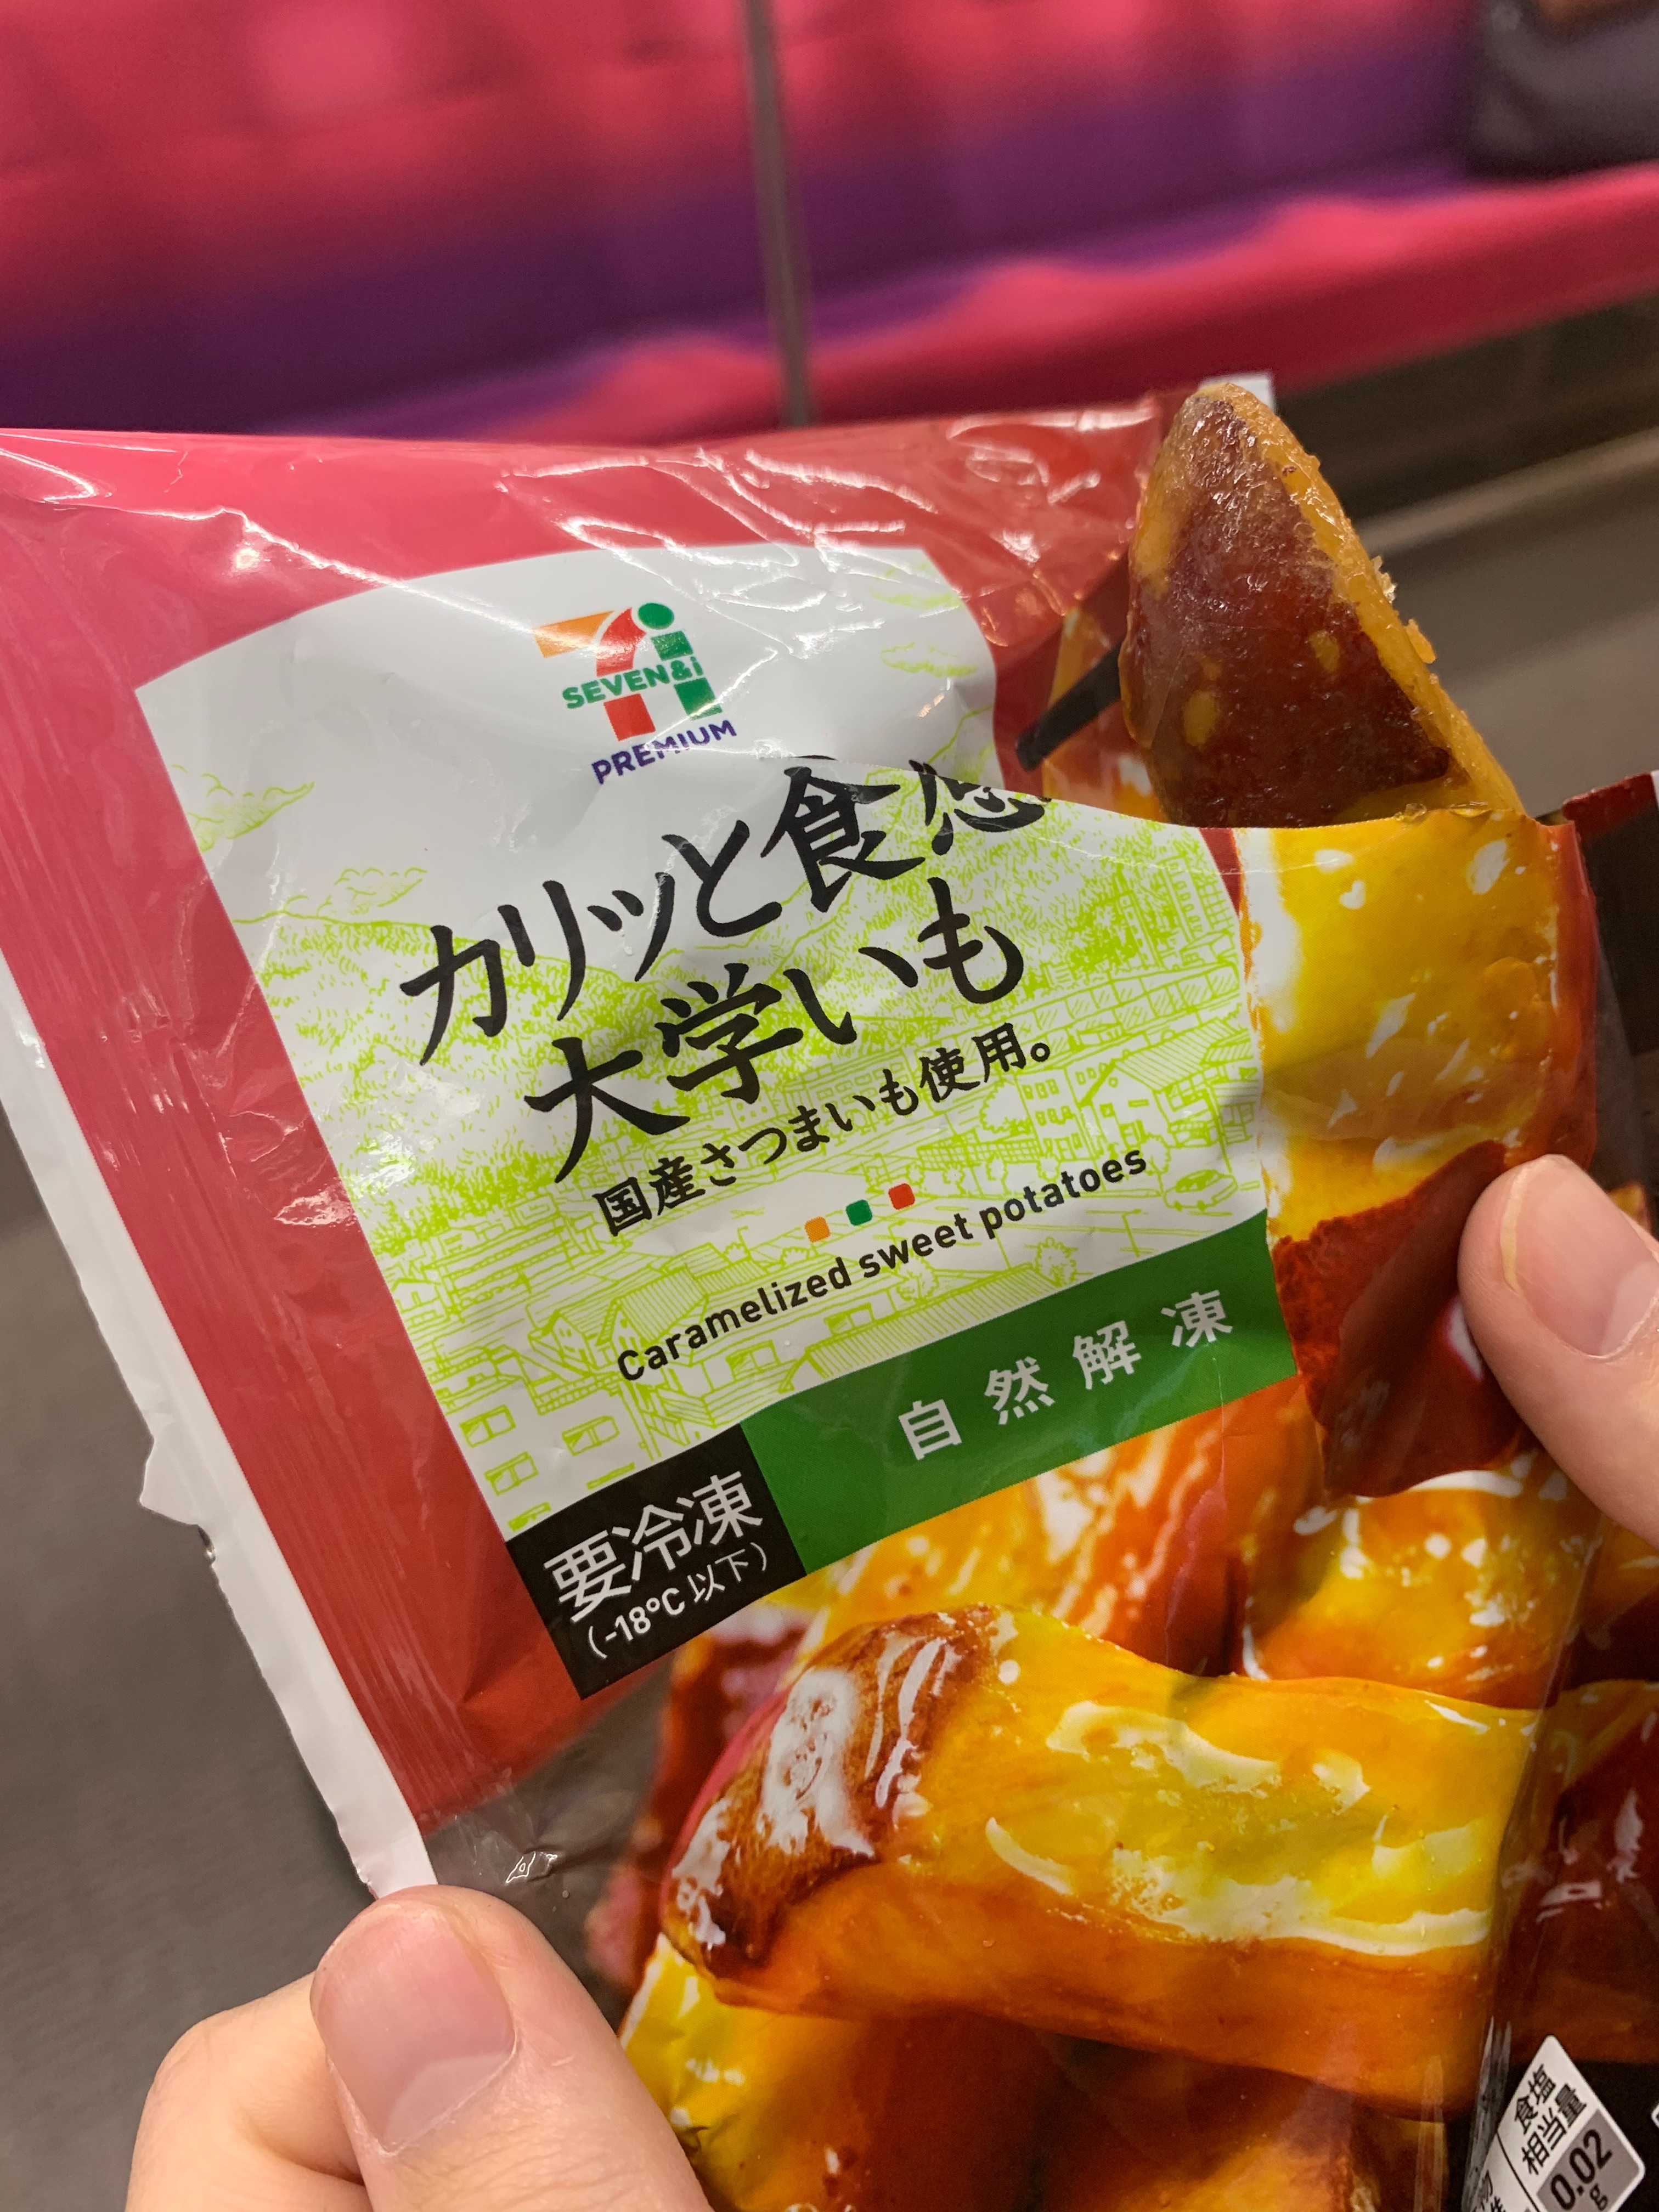 SEVEN&i
PREMIUM
カリッと食感
大学いも
国産さつまいも使用。
Caramelized sweet potatoes
自然解凍
要冷凍
(-18℃以下)
食塩
相当量
0.02
g